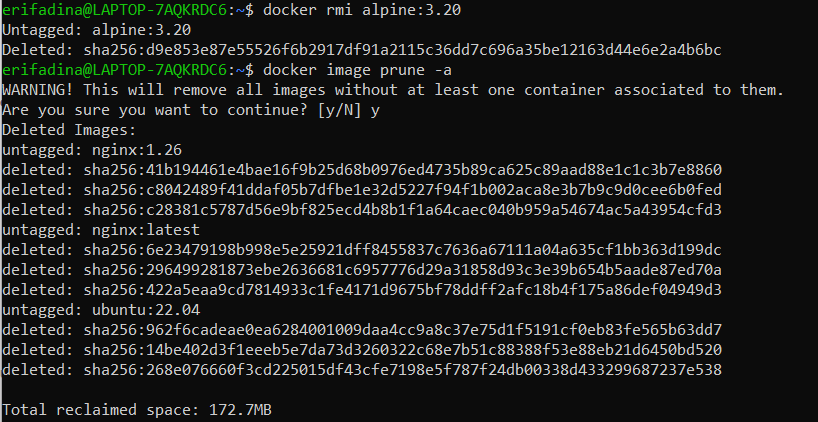 erifadina@LAPTOP-7AQKRDC6:~$ docker rmi alpine:3.20
Untagged: alpine:3.20
Deleted: sha256:d9e853e87e55526f6b2917df91a2115c36dd7c696a35be12163d44e6e2a4b6bc
erifadina@LAPTOP-7AQKRDC6:~$ docker image prune -a
WARNING! This will remove all images without at least one container associated to them.
Are you sure you want to continue? [y/N] y
Deleted Images:
untagged: nginx:1.26
deleted: sha256:41b194461e4bae16f9b25d68b0976ed4735b89ca625c89aad88e1c1c3b7e8860
deleted: sha256:c8042489f41ddaf05b7dfbe1e32d5227f94f1b002aca8e3b7b9c9d0cee6b0fed
deleted: sha256:c28381c5787d56e9bf825ecd4b8b1f1a64caec040b959a54674ac5a43954cfd3
untagged: nginx:latest
deleted: sha256:6e23479198b998e5e25921dff8455837c7636a67111a04a635cf1bb363d199dc
deleted: sha256:296499281873ebe2636681c6957776d29a31858d93c3e39b654b5aade87ed70a
deleted: sha256:422a5eaa9cd7814933c1fe4171d9675bf78ddff2afc18b4f175a86def04949d3
untagged: ubuntu:22.04
deleted: sha256:962f6cadeae0ea6284001009daa4cc9a8c37e75d1f5191cf0eb83fe565b63dd7
deleted: sha256:14be402d3f1eeeb5e7da73d3260322c68e7b51c88388f53e88eb21d6450bd520
deleted: sha256:268e076660f3cd225015df43cfe7198e5f787f24db00338d433299687237e538
Total reclaimed space: 172.7MB